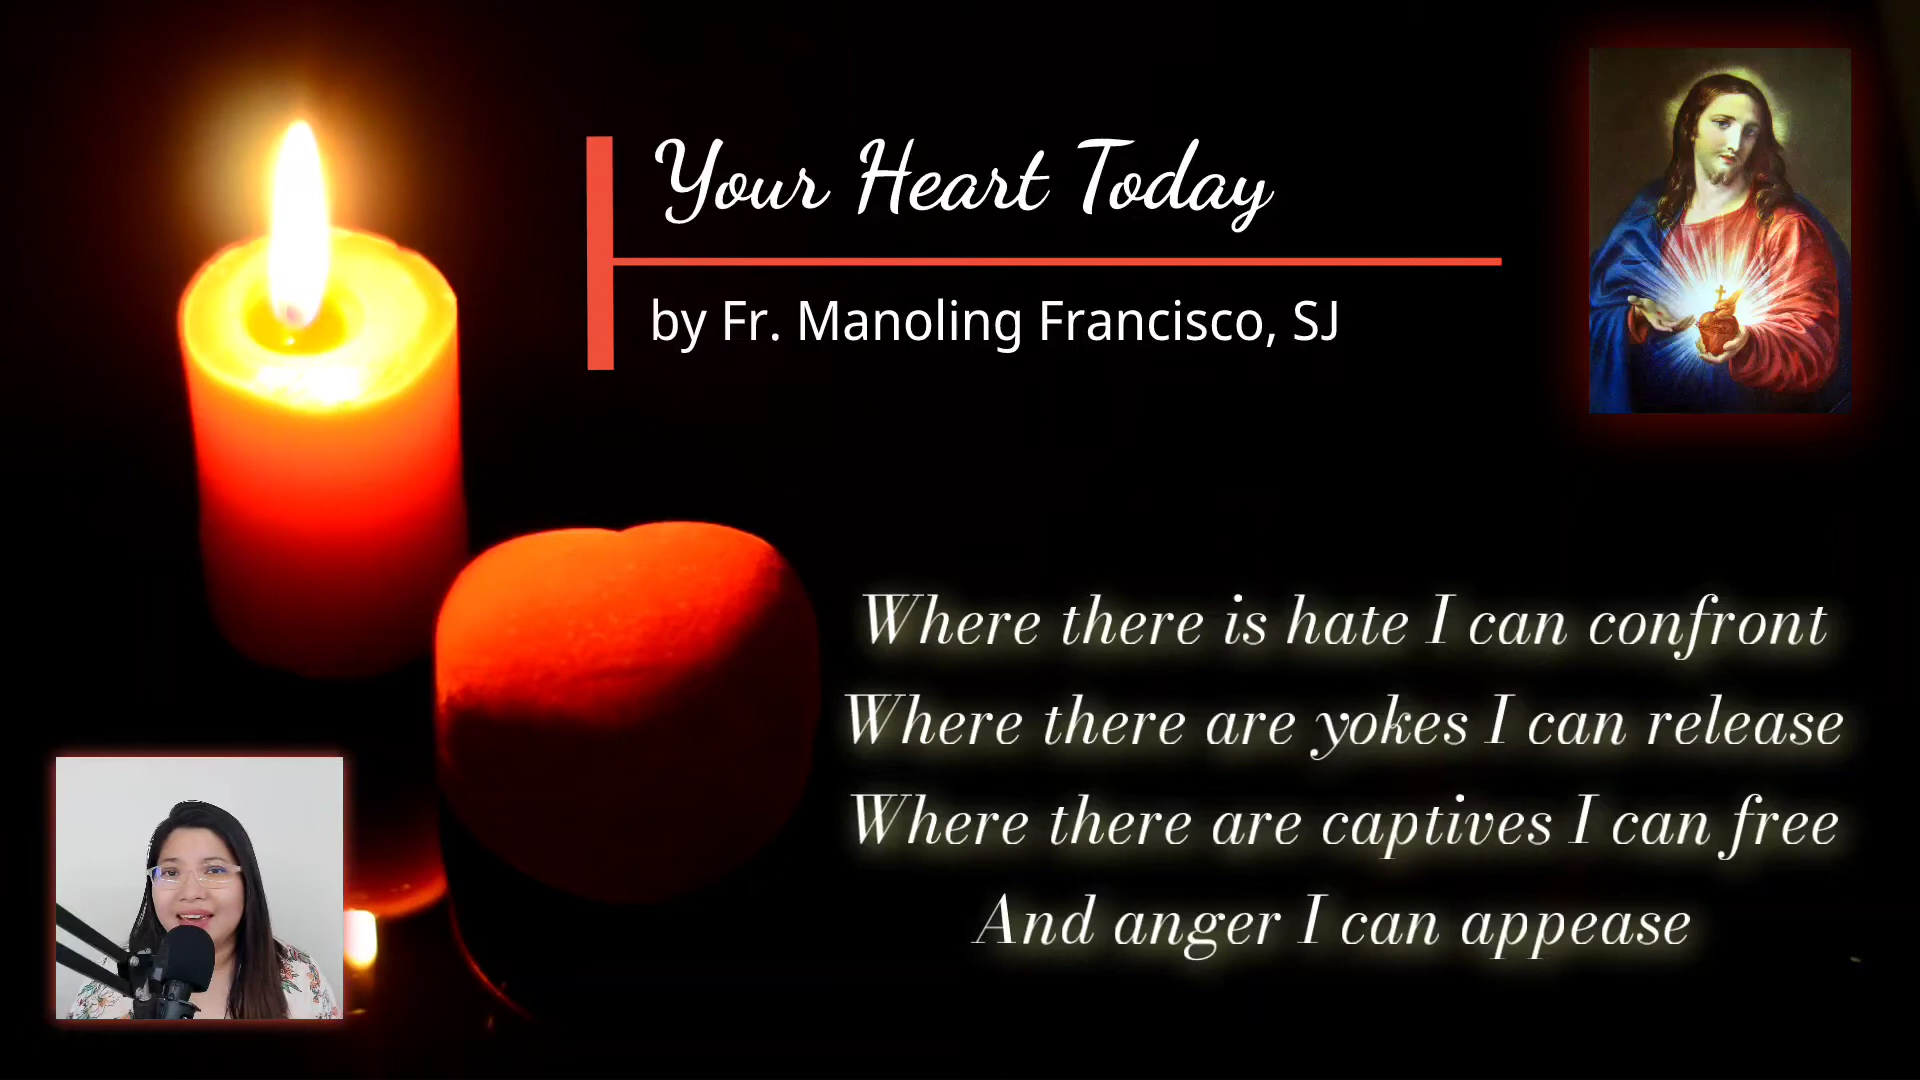 Your Heart Today
by Fr. Manoling Francisco, SJ
Where there is hate I can confront
Where there are yokes I can release
Where there are captives I can free
And anger I can appease